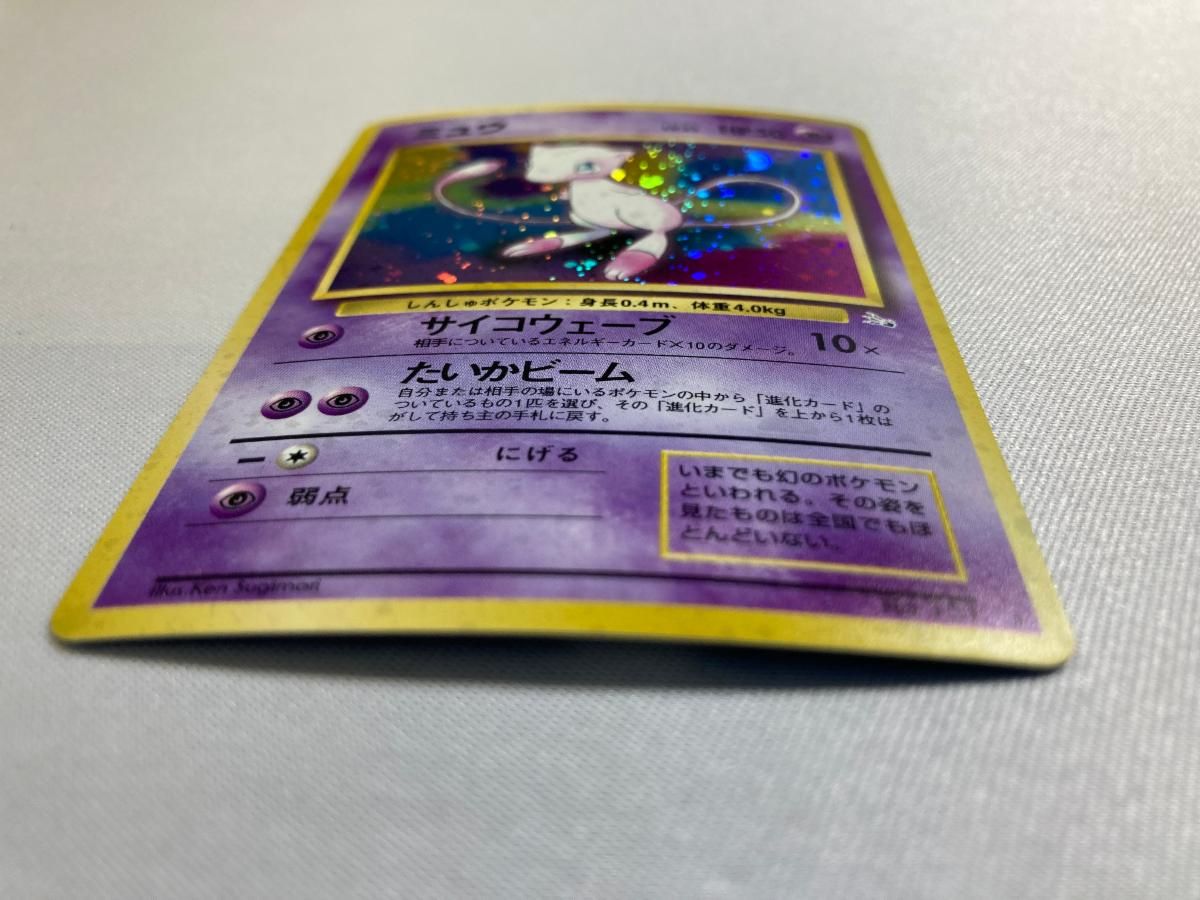 ミュウ
しんしゅポケモン：身長0.4m、体重4.0kg
サイコウェーブ 10×
相手についているエネルギーカード×10のダメージ。
たいかビーム
自分または相手の場にいるポケモンの中から「進化カード」の
ついているもの1匹を選び、その「進化カード」を上から1枚は
がして持ち主の手札に戻す。
にげる
弱点
いまでも幻のポケモン
といわれる。その姿を
見たものは全国でもほ
とんどいない。
illus.Ken Sugimori